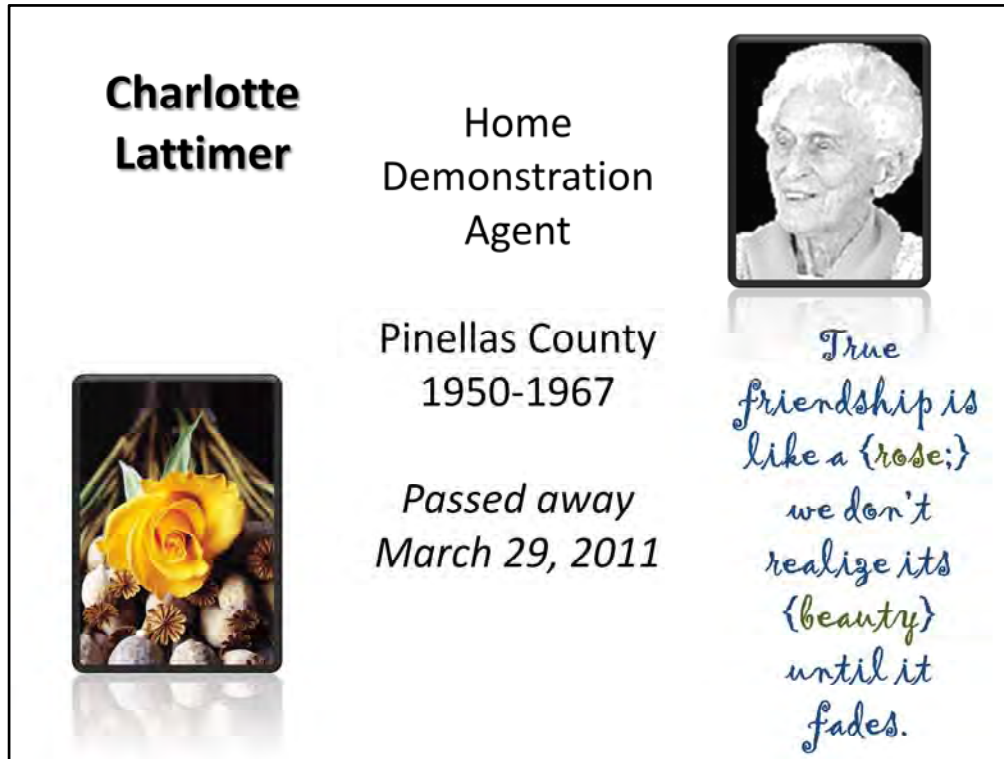 Charlotte
Lattimer
Home
Demonstration
Agent
Pinellas County
1950-1967
Passed away
March 29, 2011
True
friendship is
like a {rose;}
we don't
realize its
{beauty}
until it
fades.